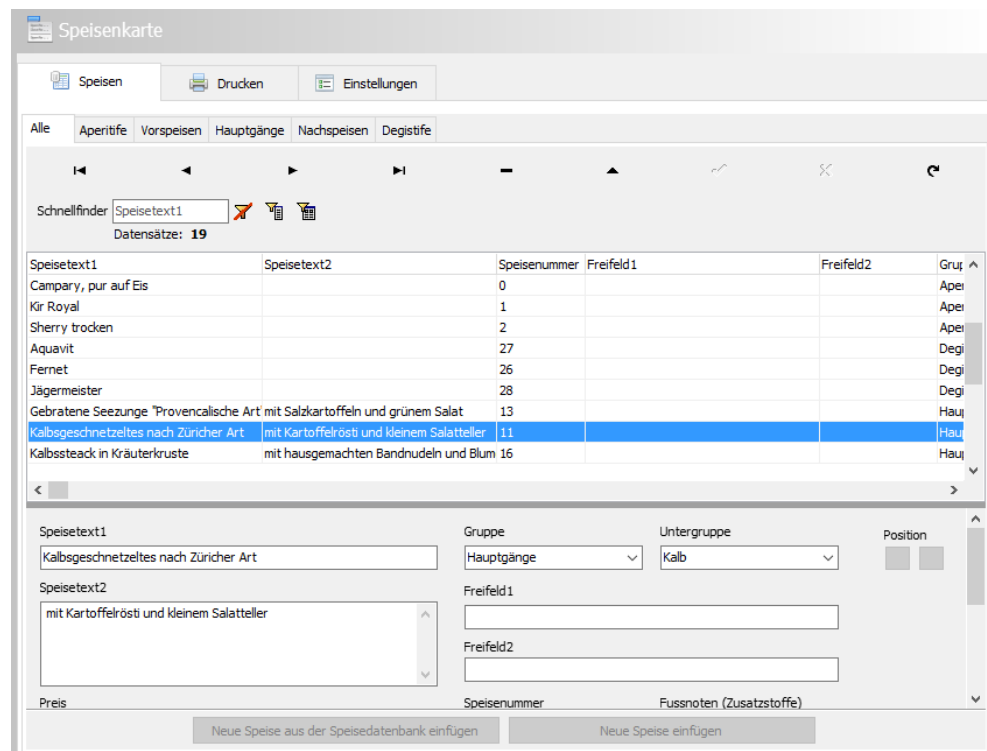 Speisenkarte
Speisen Drucken Einstellungen
Alle Aperitife Vorspeisen Hauptgänge Nachspeisen Degistife
Schnellfinder Speisetext1
Datensätze: 19
Speisetext1 Speisetext2 Speisenummer Freifeld1 Freifeld2
Campary, pur auf Eis 0
Kir Royal 1
Sherry trocken 2
Aquavit 27 Degi
Fernet 26 Degi
Jägermeister 28 Degi
Gebratene Seezunge "Provencalische Art" mit Salzkartoffeln und grünem Salat 13
Kalbsgeschnetzeltes nach Züricher Art mit Kartoffelrösti und kleinem Salatteller 11
Kalbssteack in Kräuterkruste mit hausgemachten Bandnudeln und Blum 16
Speisetext1 Gruppe Untergruppe Position
Kalbsgeschnetzeltes nach Züricher Art Hauptgänge Kalb
Speisetext2 Freifeld1
mit Kartoffelrösti und kleinem Salatteller
Freifeld2
Preis Speisenummer Fussnoten (Zusatzstoffe)
Neue Speise aus der Speisedatenbank einfügen Neue Speise einfügen